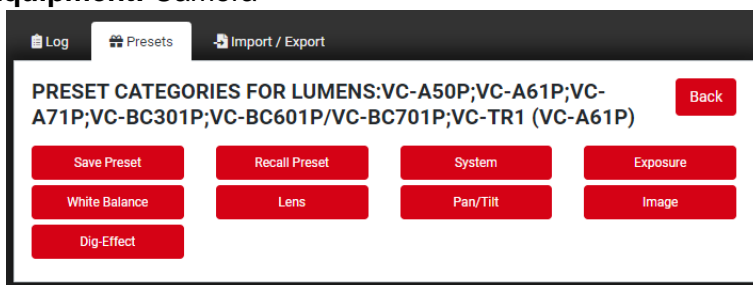 Equipment: Camera
Log Presets Import / Export
PRESET CATEGORIES FOR LUMENS:VC-A50P;VC-A61P;VC-
A71P;VC-BC301P;VC-BC601P/VC-BC701P;VC-TR1 (VC-A61P)
Back
Save Preset Recall Preset System Exposure
White Balance Lens Pan/Tilt Image
Dig-Effect